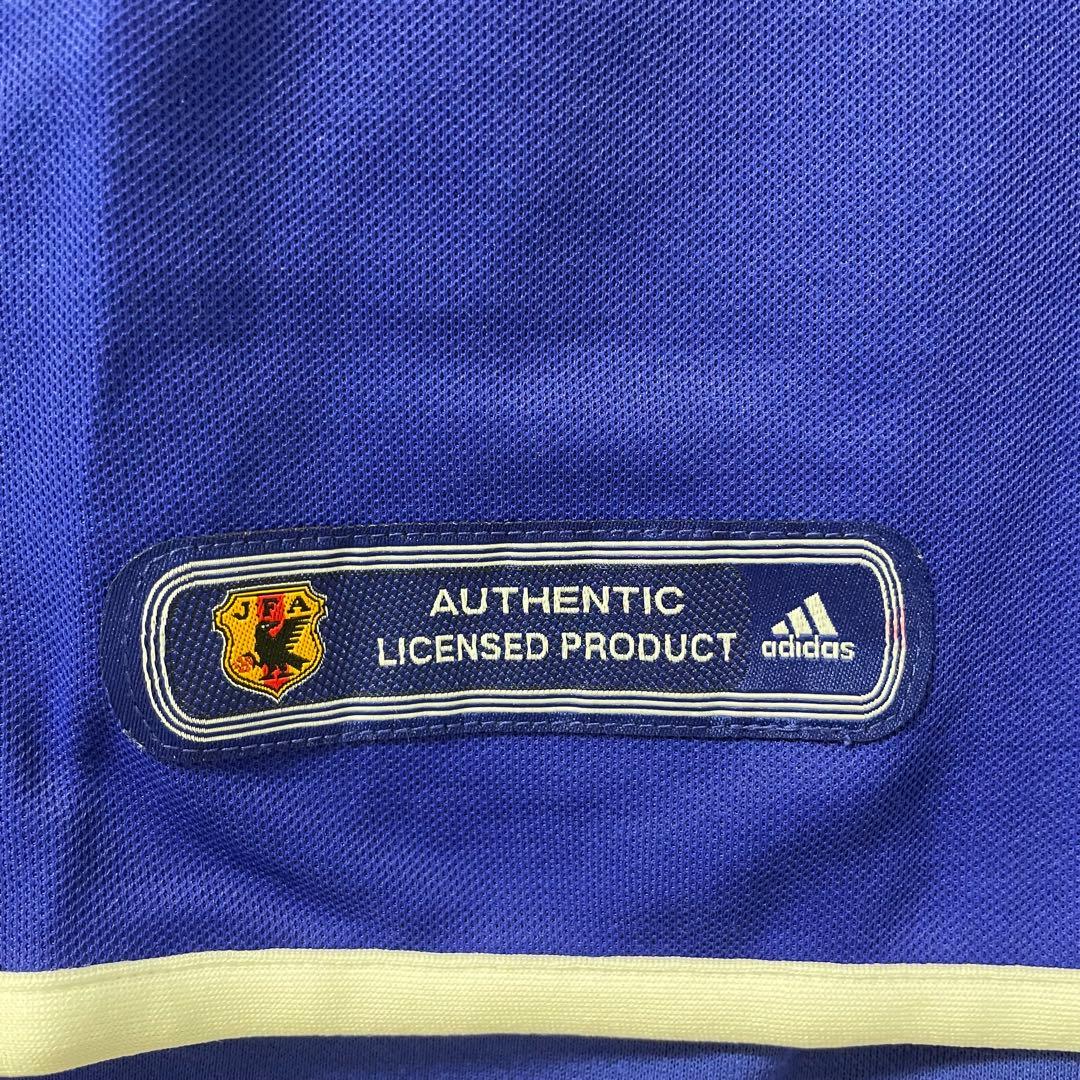 JFA
AUTHENTIC
LICENSED PRODUCT
adidas